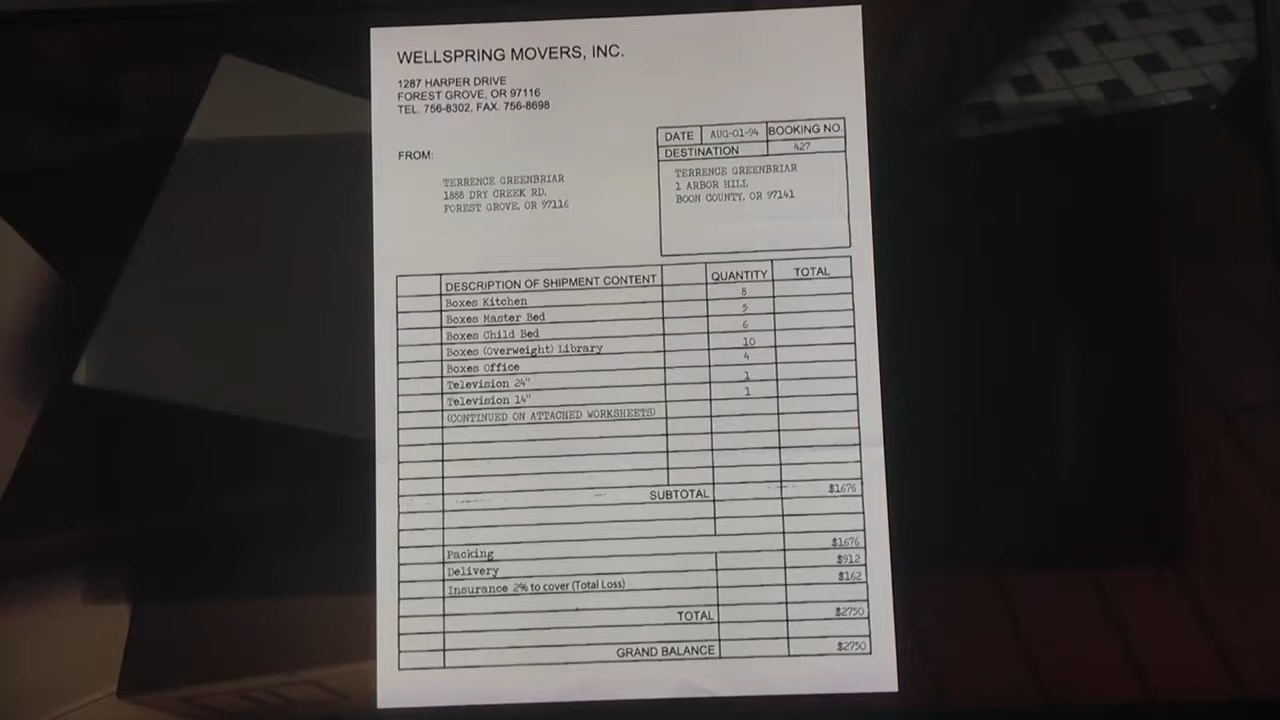 WELLSPRING MOVERS, INC.
1287 HARPER DRIVE
FOREST GROVE, OR 97116
TEL. 756-8302, FAX. 756-8698
DATE AUG-01-94 BOOKING NO.
DESTINATION 427
FROM:
TERRENCE GREENBRIAR
1888 DRY CREEK RD.
FOREST GROVE, OR 97116
TERRENCE GREENBRIAR
1 ARBOR HILL
BOON COUNTY, OR 97141
DESCRIPTION OF SHIPMENT CONTENT QUANTITY TOTAL
Boxes Kitchen 8
Boxes Master Bed 5
Boxes Child Bed 6
Boxes (Overweight) Library 10
Boxes Office 4
Television 24" 1
Television 14" 1
(CONTINUED ON ATTACHED WORKSHEETS)
SUBTOTAL $1676
Packing $1676
Delivery $912
Insurance 2% to cover (Total Loss) $162
TOTAL $2750
GRAND BALANCE $2750